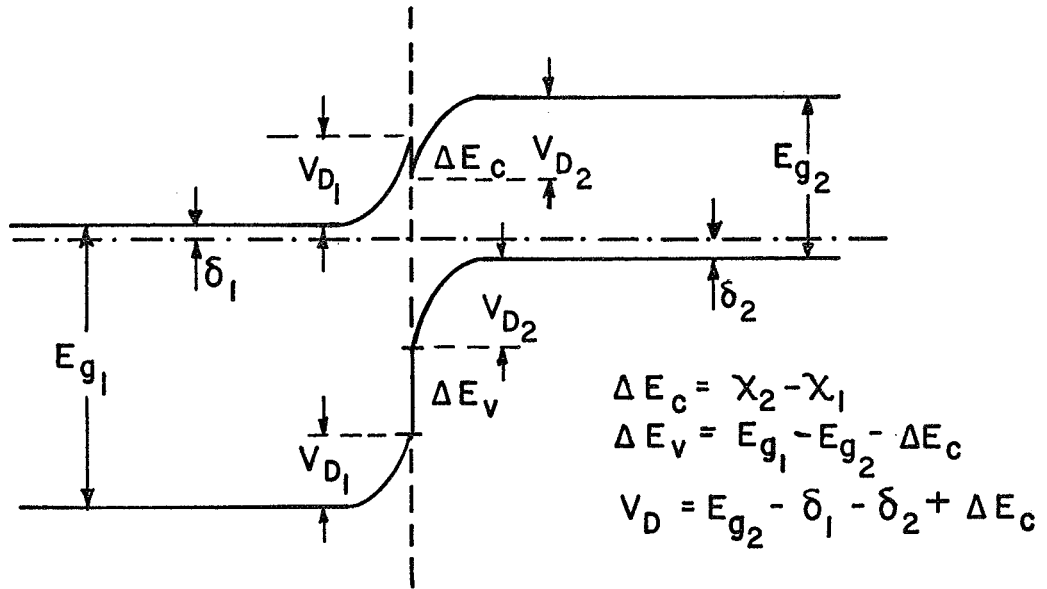 V_D1
ΔE_c
V_D2
E_g2
δ_1
δ_2
V_D2
E_g1
ΔE_v
V_D1
ΔE_c = χ_2 - χ_1
ΔE_v = E_g1 - E_g2 - ΔE_c
V_D = E_g2 - δ_1 - δ_2 + ΔE_c